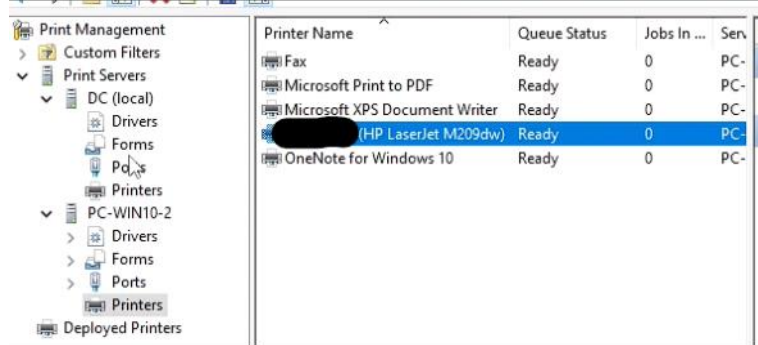 Print Management
Custom Filters
Print Servers
DC (local)
Drivers
Forms
Ports
Printers
PC-WIN10-2
Drivers
Forms
Ports
Printers
Deployed Printers
Printer Name Queue Status Jobs In ... Serv
Fax Ready 0 PC-
Microsoft Print to PDF Ready 0 PC-
Microsoft XPS Document Writer Ready 0 PC-
(HP LaserJet M209dw) Ready 0 PC-
OneNote for Windows 10 Ready 0 PC-